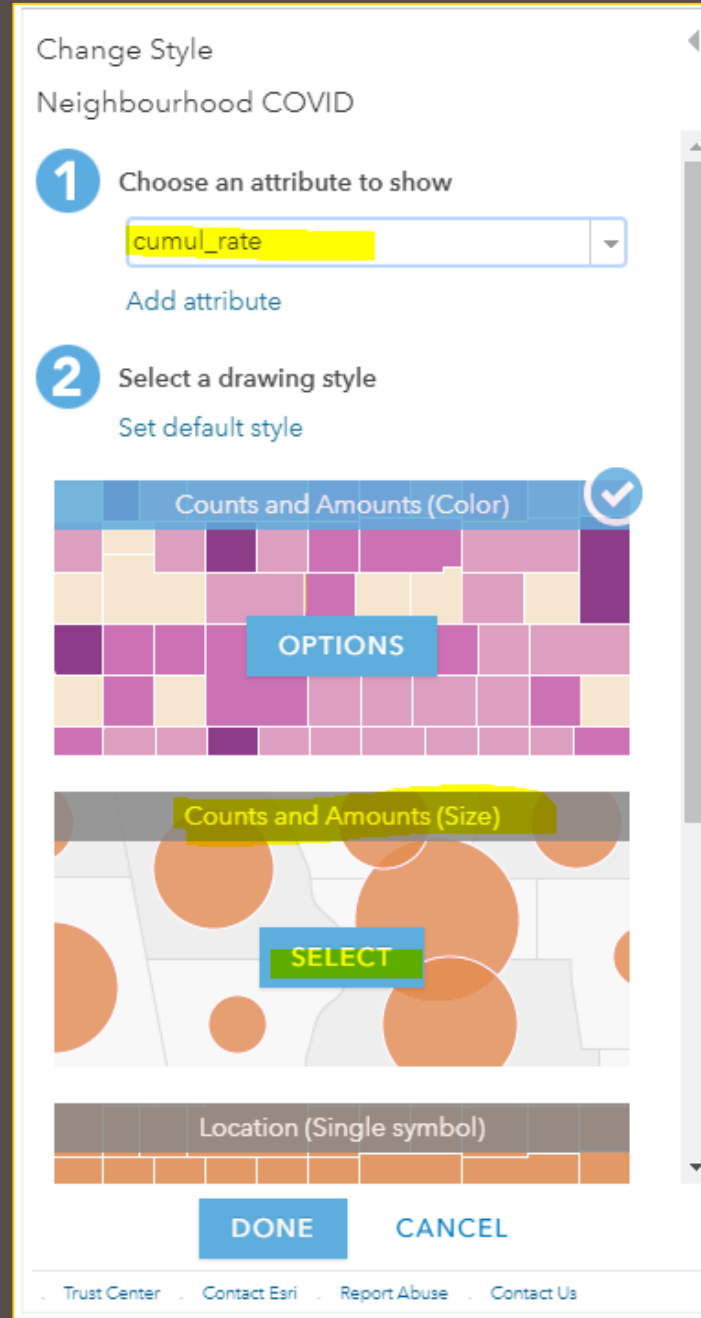 Change Style
Neighbourhood COVID
1 Choose an attribute to show
cumul_rate
Add attribute
2 Select a drawing style
Set default style
Counts and Amounts (Color)
OPTIONS
Counts and Amounts (Size)
SELECT
Location (Single symbol)
DONE CANCEL
. Trust Center . Contact Esri . Report Abuse . Contact Us